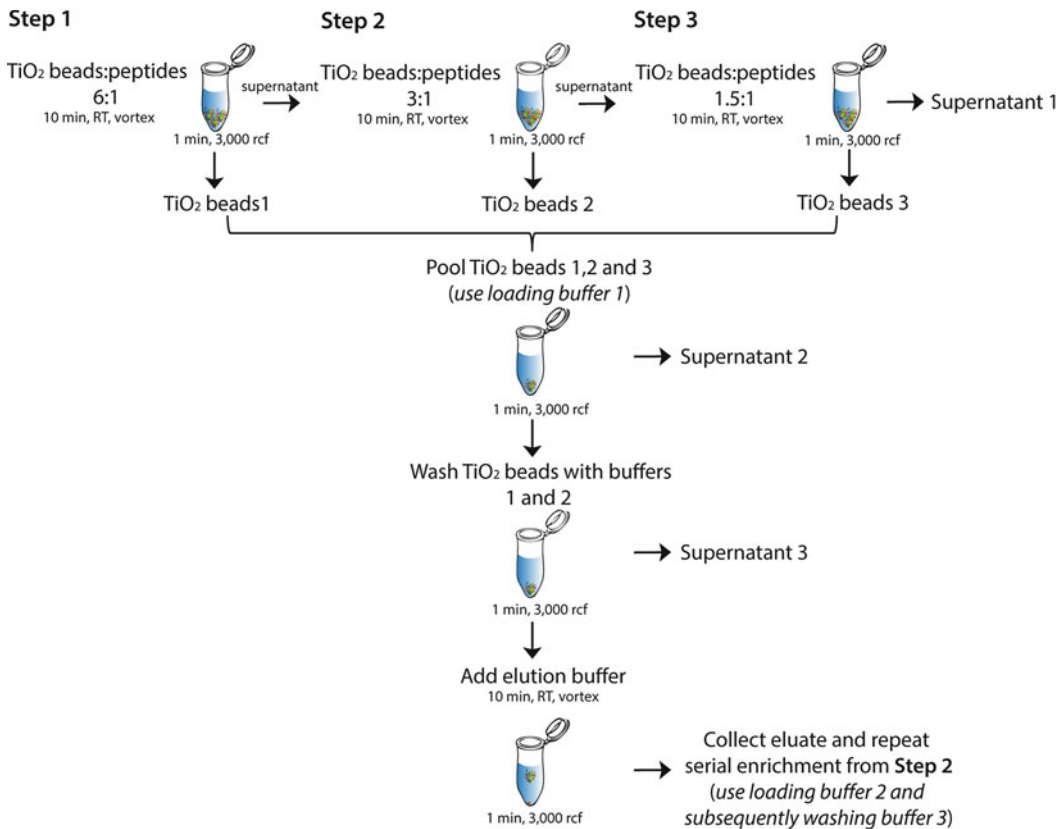 Step 1
TiO₂ beads:peptides
6:1
10 min, RT, vortex
1 min, 3,000 rcf
supernatant
Step 2
TiO₂ beads:peptides
3:1
10 min, RT, vortex
1 min, 3,000 rcf
supernatant
Step 3
TiO₂ beads:peptides
1.5:1
10 min, RT, vortex
1 min, 3,000 rcf
Supernatant 1
TiO₂ beads1
TiO₂ beads 2
TiO₂ beads 3
Pool TiO₂ beads 1,2 and 3
(use loading buffer 1)
Supernatant 2
1 min, 3,000 rcf
Wash TiO₂ beads with buffers
1 and 2
Supernatant 3
1 min, 3,000 rcf
Add elution buffer
10 min, RT, vortex
1 min, 3,000 rcf
Collect eluate and repeat
serial enrichment from Step 2
(use loading buffer 2 and
subsequently washing buffer 3)